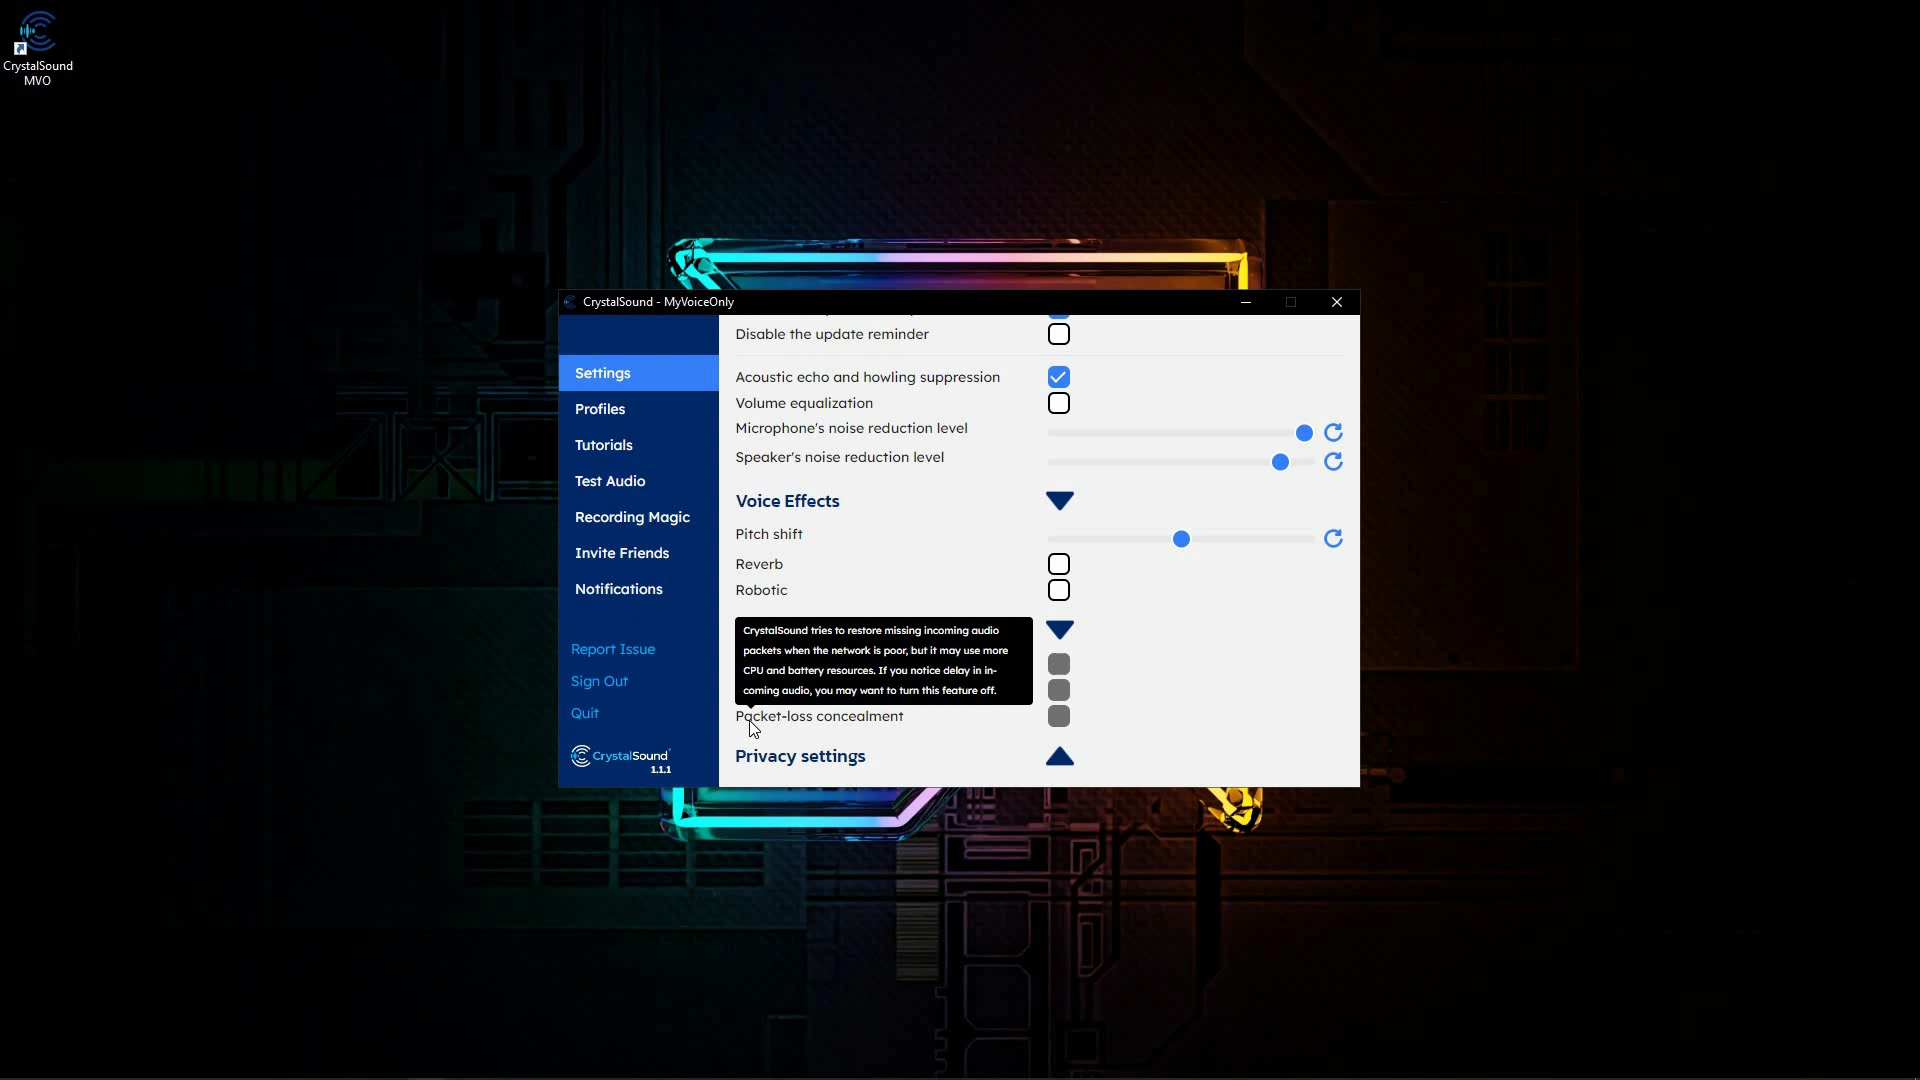 CrystalSound
MVO
CrystalSound - MyVoiceOnly
Settings
Profiles
Tutorials
Test Audio
Recording Magic
Invite Friends
Notifications
Report Issue
Sign Out
Quit
CrystalSound
1.1.1
Disable the update reminder
Acoustic echo and howling suppression
Volume equalization
Microphone's noise reduction level
Speaker's noise reduction level
Voice Effects
Pitch shift
Reverb
Robotic
CrystalSound tries to restore missing incoming audio
packets when the network is poor, but it may use more
CPU and battery resources. If you notice delay in in-
coming audio, you may want to turn this feature off.
Packet-loss concealment
Privacy settings